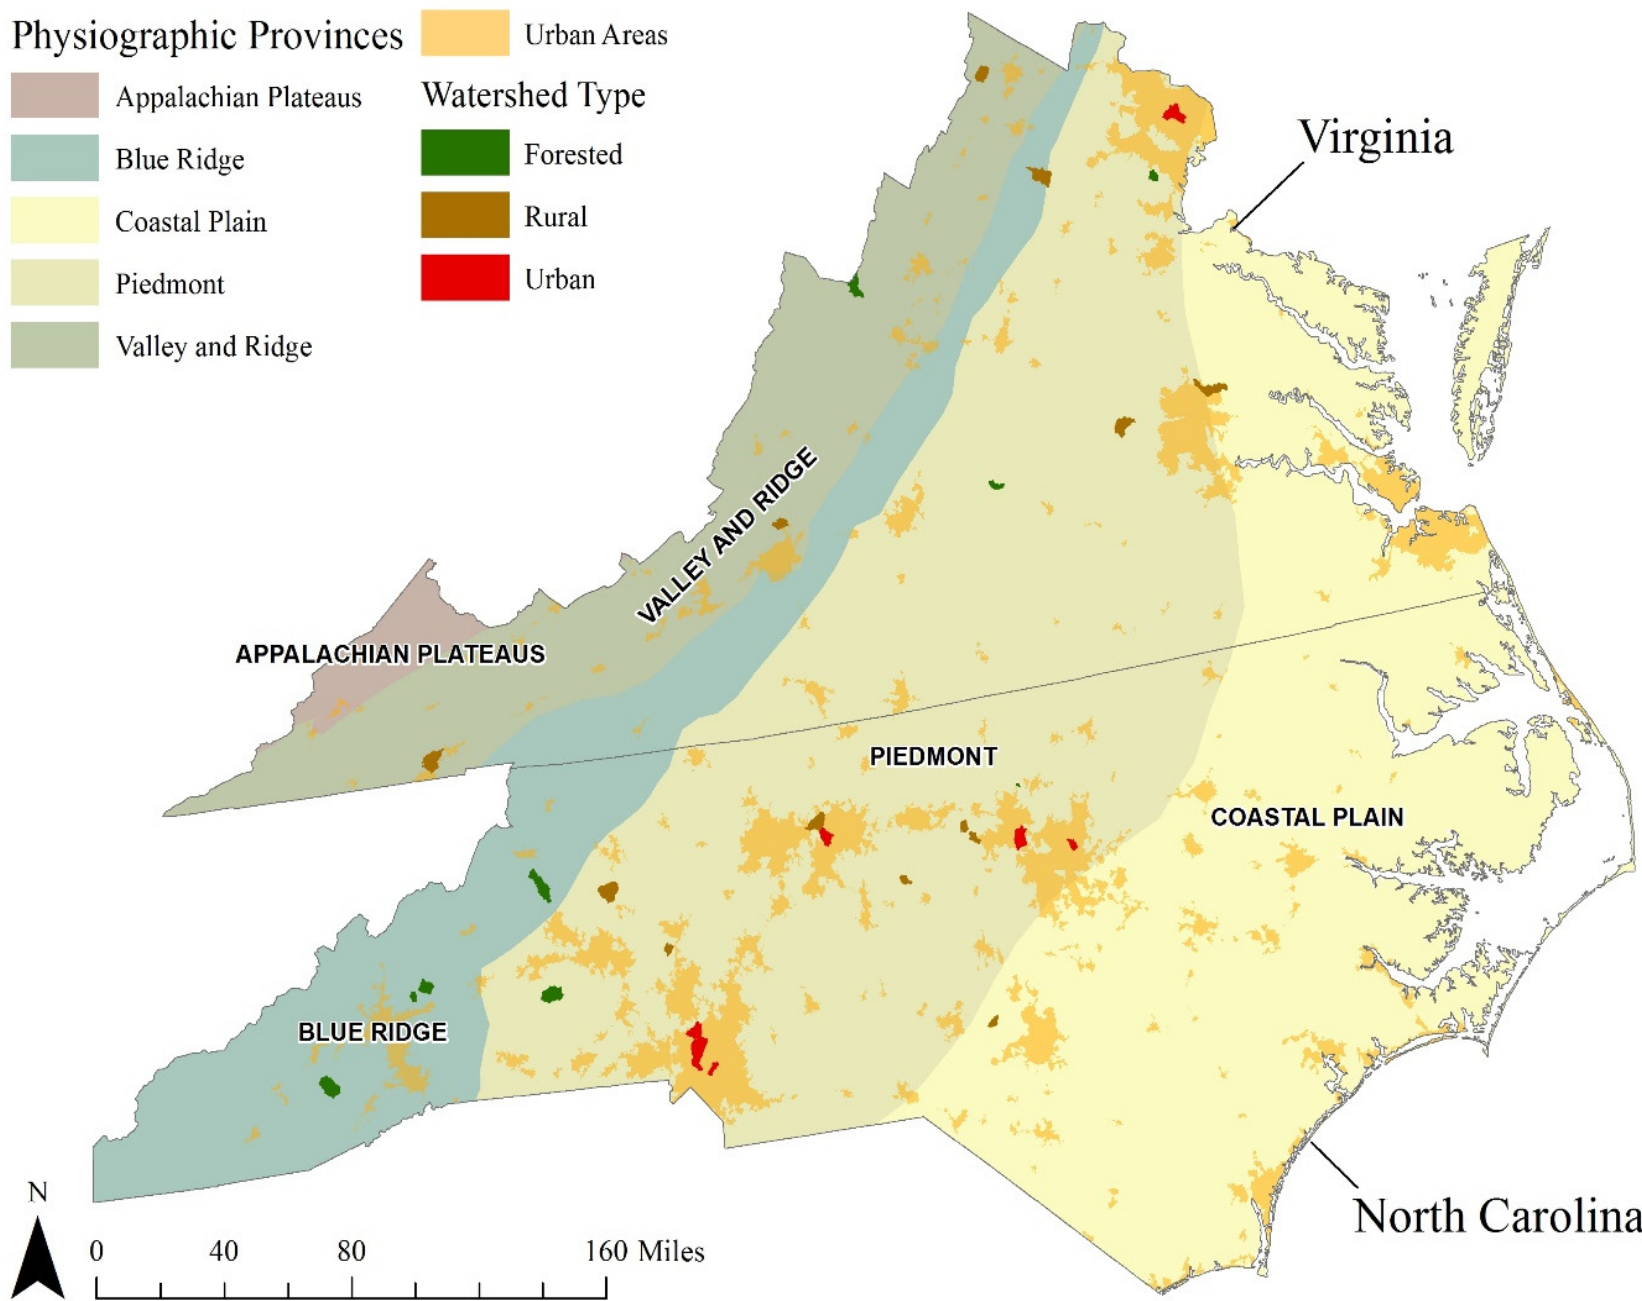 Physiographic Provinces
Appalachian Plateaus
Blue Ridge
Coastal Plain
Piedmont
Valley and Ridge
Urban Areas
Watershed Type
Forested
Rural
Urban
Virginia
VALLEY AND RIDGE
APPALACHIAN PLATEAUS
PIEDMONT
COASTAL PLAIN
BLUE RIDGE
North Carolina
N
0 40 80 160 Miles